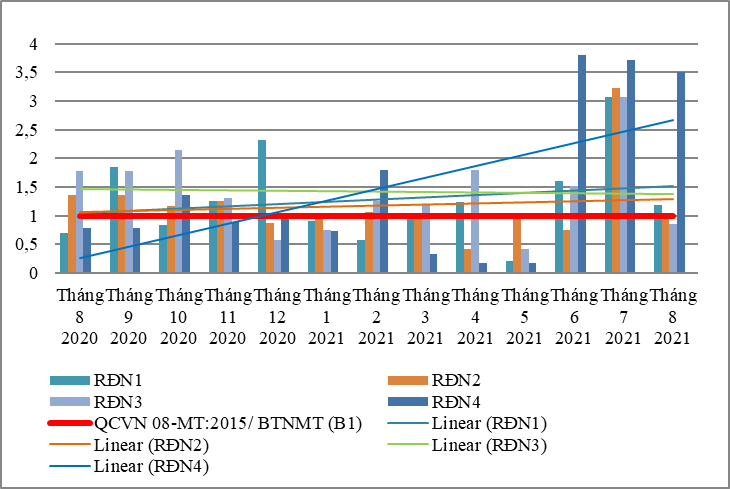 4
3,5
3
2,5
2
1,5
1
0,5
0
Tháng Tháng Tháng Tháng Tháng Tháng Tháng Tháng Tháng Tháng Tháng Tháng Tháng
8 9 10 11 12 1 2 3 4 5 6 7 8
2020 2020 2020 2020 2020 2021 2021 2021 2021 2021 2021 2021 2021
RĐN1 RĐN2
RĐN3 RĐN4
QCVN 08-MT:2015/ BTNMT (B1) Linear (RĐN1)
Linear (RĐN2) Linear (RĐN3)
Linear (RĐN4)